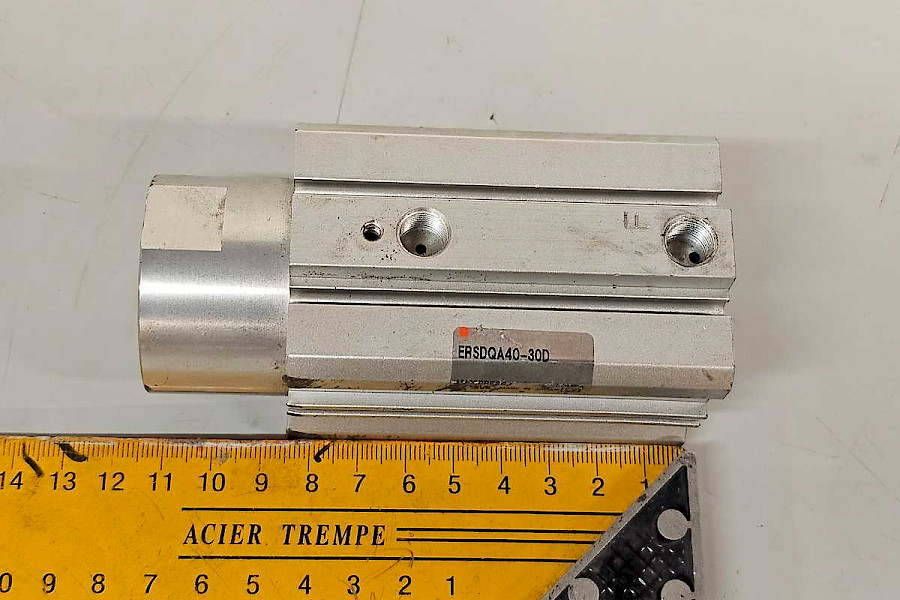 F
ERSDQA40-30D
14 13 12 11 10 9 8 7 6 5 4 3 2 1
ACIER TREMPE
0 9 8 7 6 5 4 3 2 1